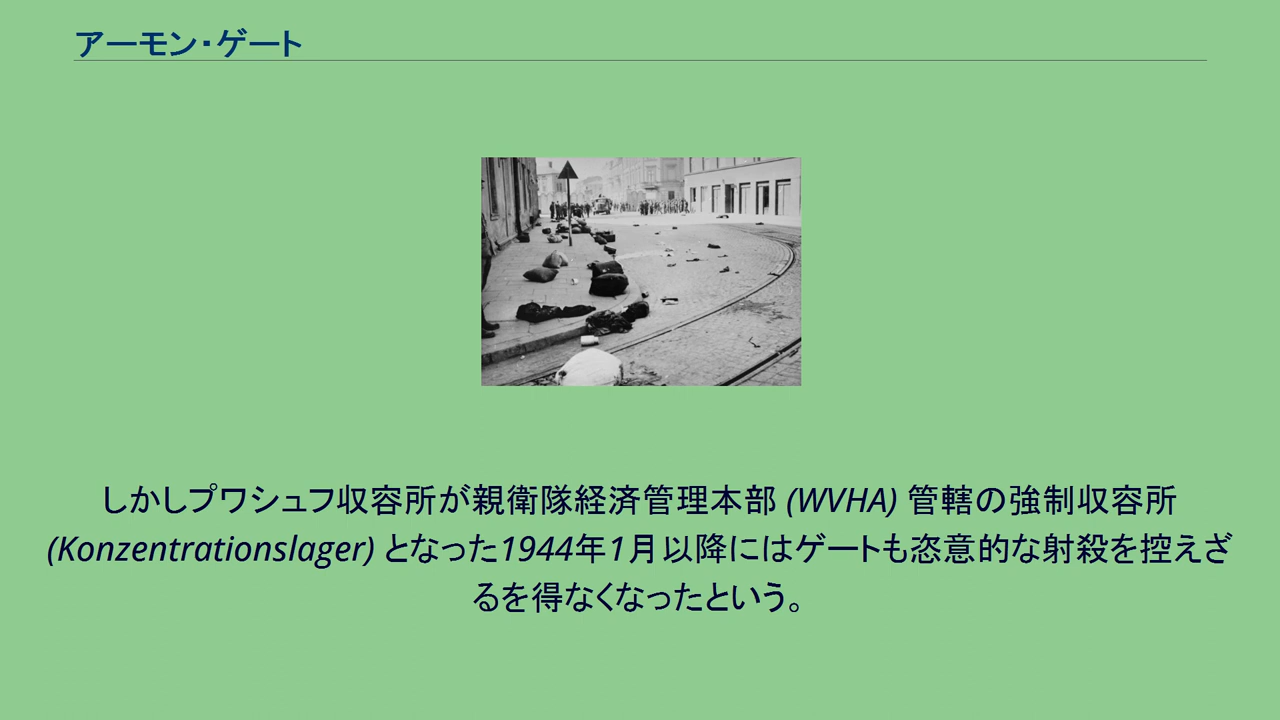 アーモン・ゲート
しかしプワシュフ収容所が親衛隊経済管理本部 (WVHA) 管轄の強制収容所
(Konzentrationslager) となった1944年1月以降にはゲートも恣意的な射殺を控えざ
るを得なくなったという。